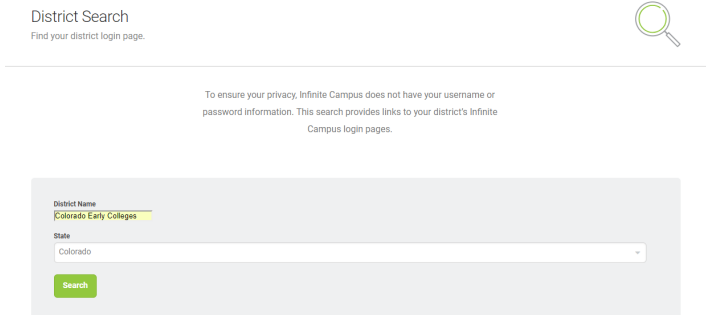 District Search
Find your district login page.
To ensure your privacy, Infinite Campus does not have your username or
password information. This search provides links to your district's Infinite
Campus login pages.
District Name
Colorado Early Colleges
State
Colorado
Search